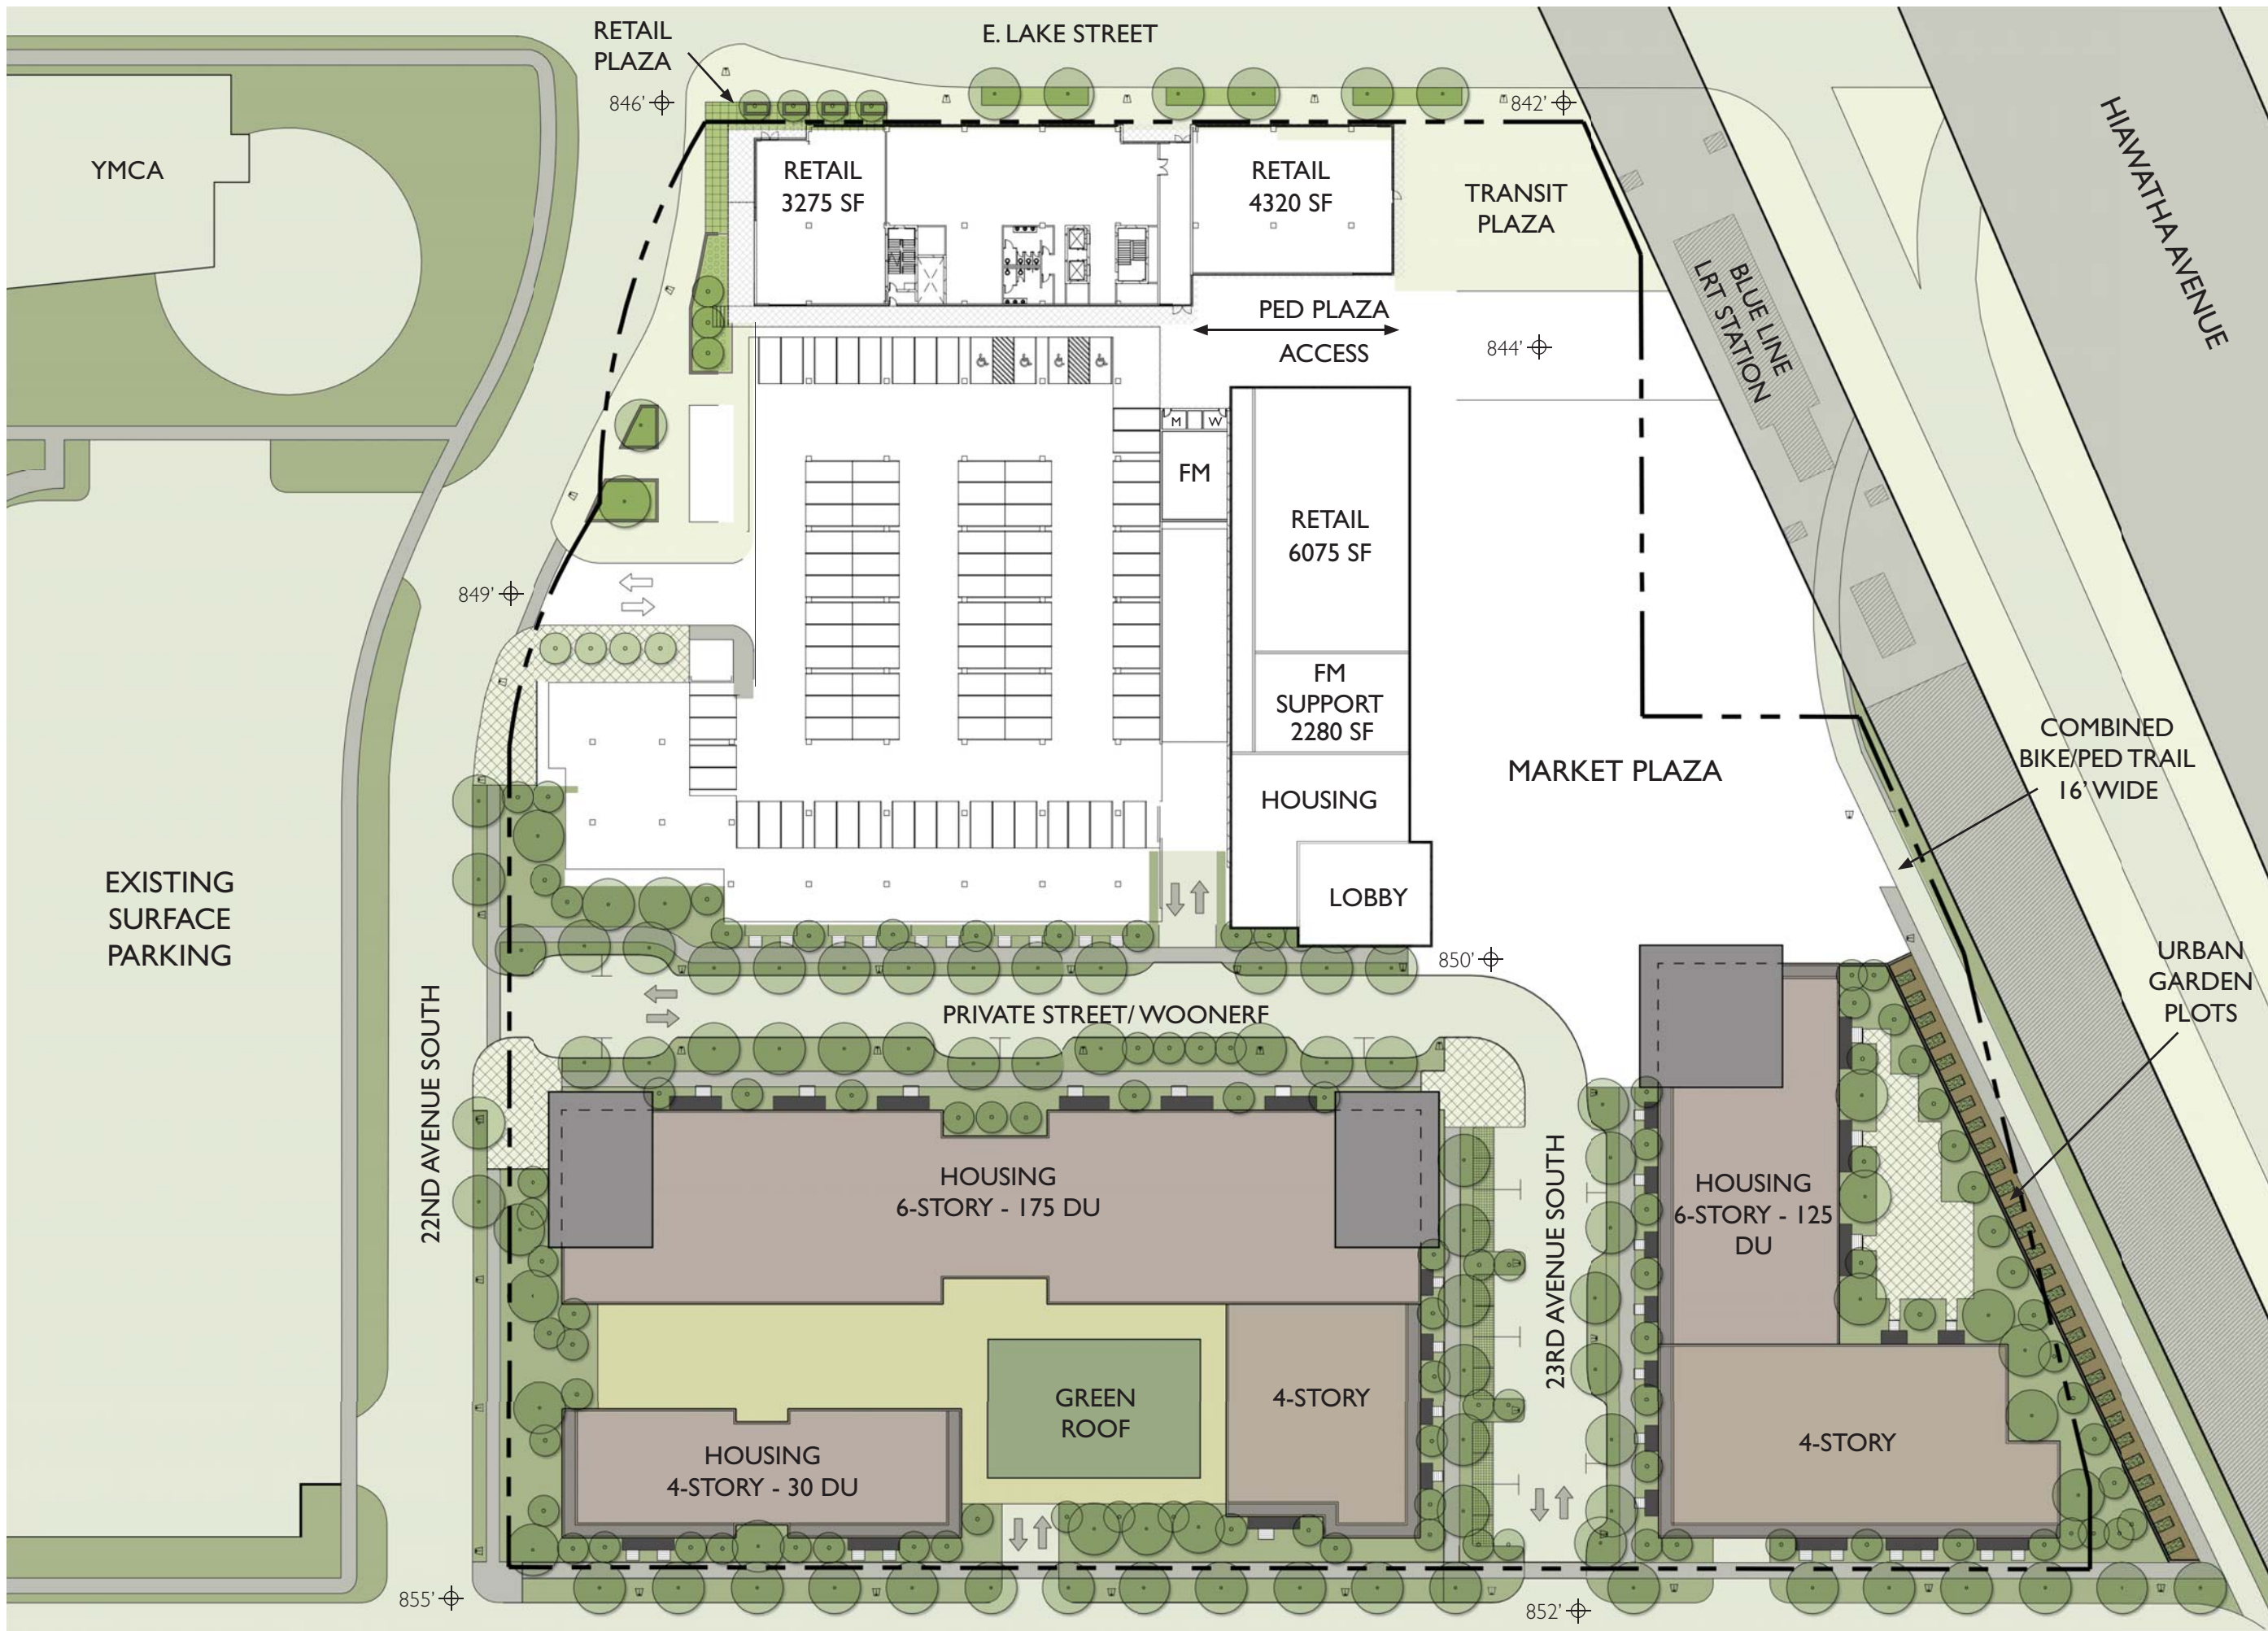 RETAIL
PLAZA
E. LAKE STREET
846'
842'
HIAWATHA AVENUE
YMCA
RETAIL
3275 SF
RETAIL
4320 SF
TRANSIT
PLAZA
BLUE LINE
LRT STATION
PED PLAZA
ACCESS
844'
M
W
FM
RETAIL
6075 SF
849'
FM
SUPPORT
2280 SF
COMBINED
BIKE/PED TRAIL
16' WIDE
MARKET PLAZA
HOUSING
EXISTING
SURFACE
PARKING
LOBBY
850'
URBAN
GARDEN
PLOTS
22ND AVENUE SOUTH
PRIVATE STREET/ WOONERF
HOUSING
6-STORY - 175 DU
23RD AVENUE SOUTH
HOUSING
6-STORY - 125
DU
GREEN
ROOF
4-STORY
HOUSING
4-STORY - 30 DU
4-STORY
855'
852'